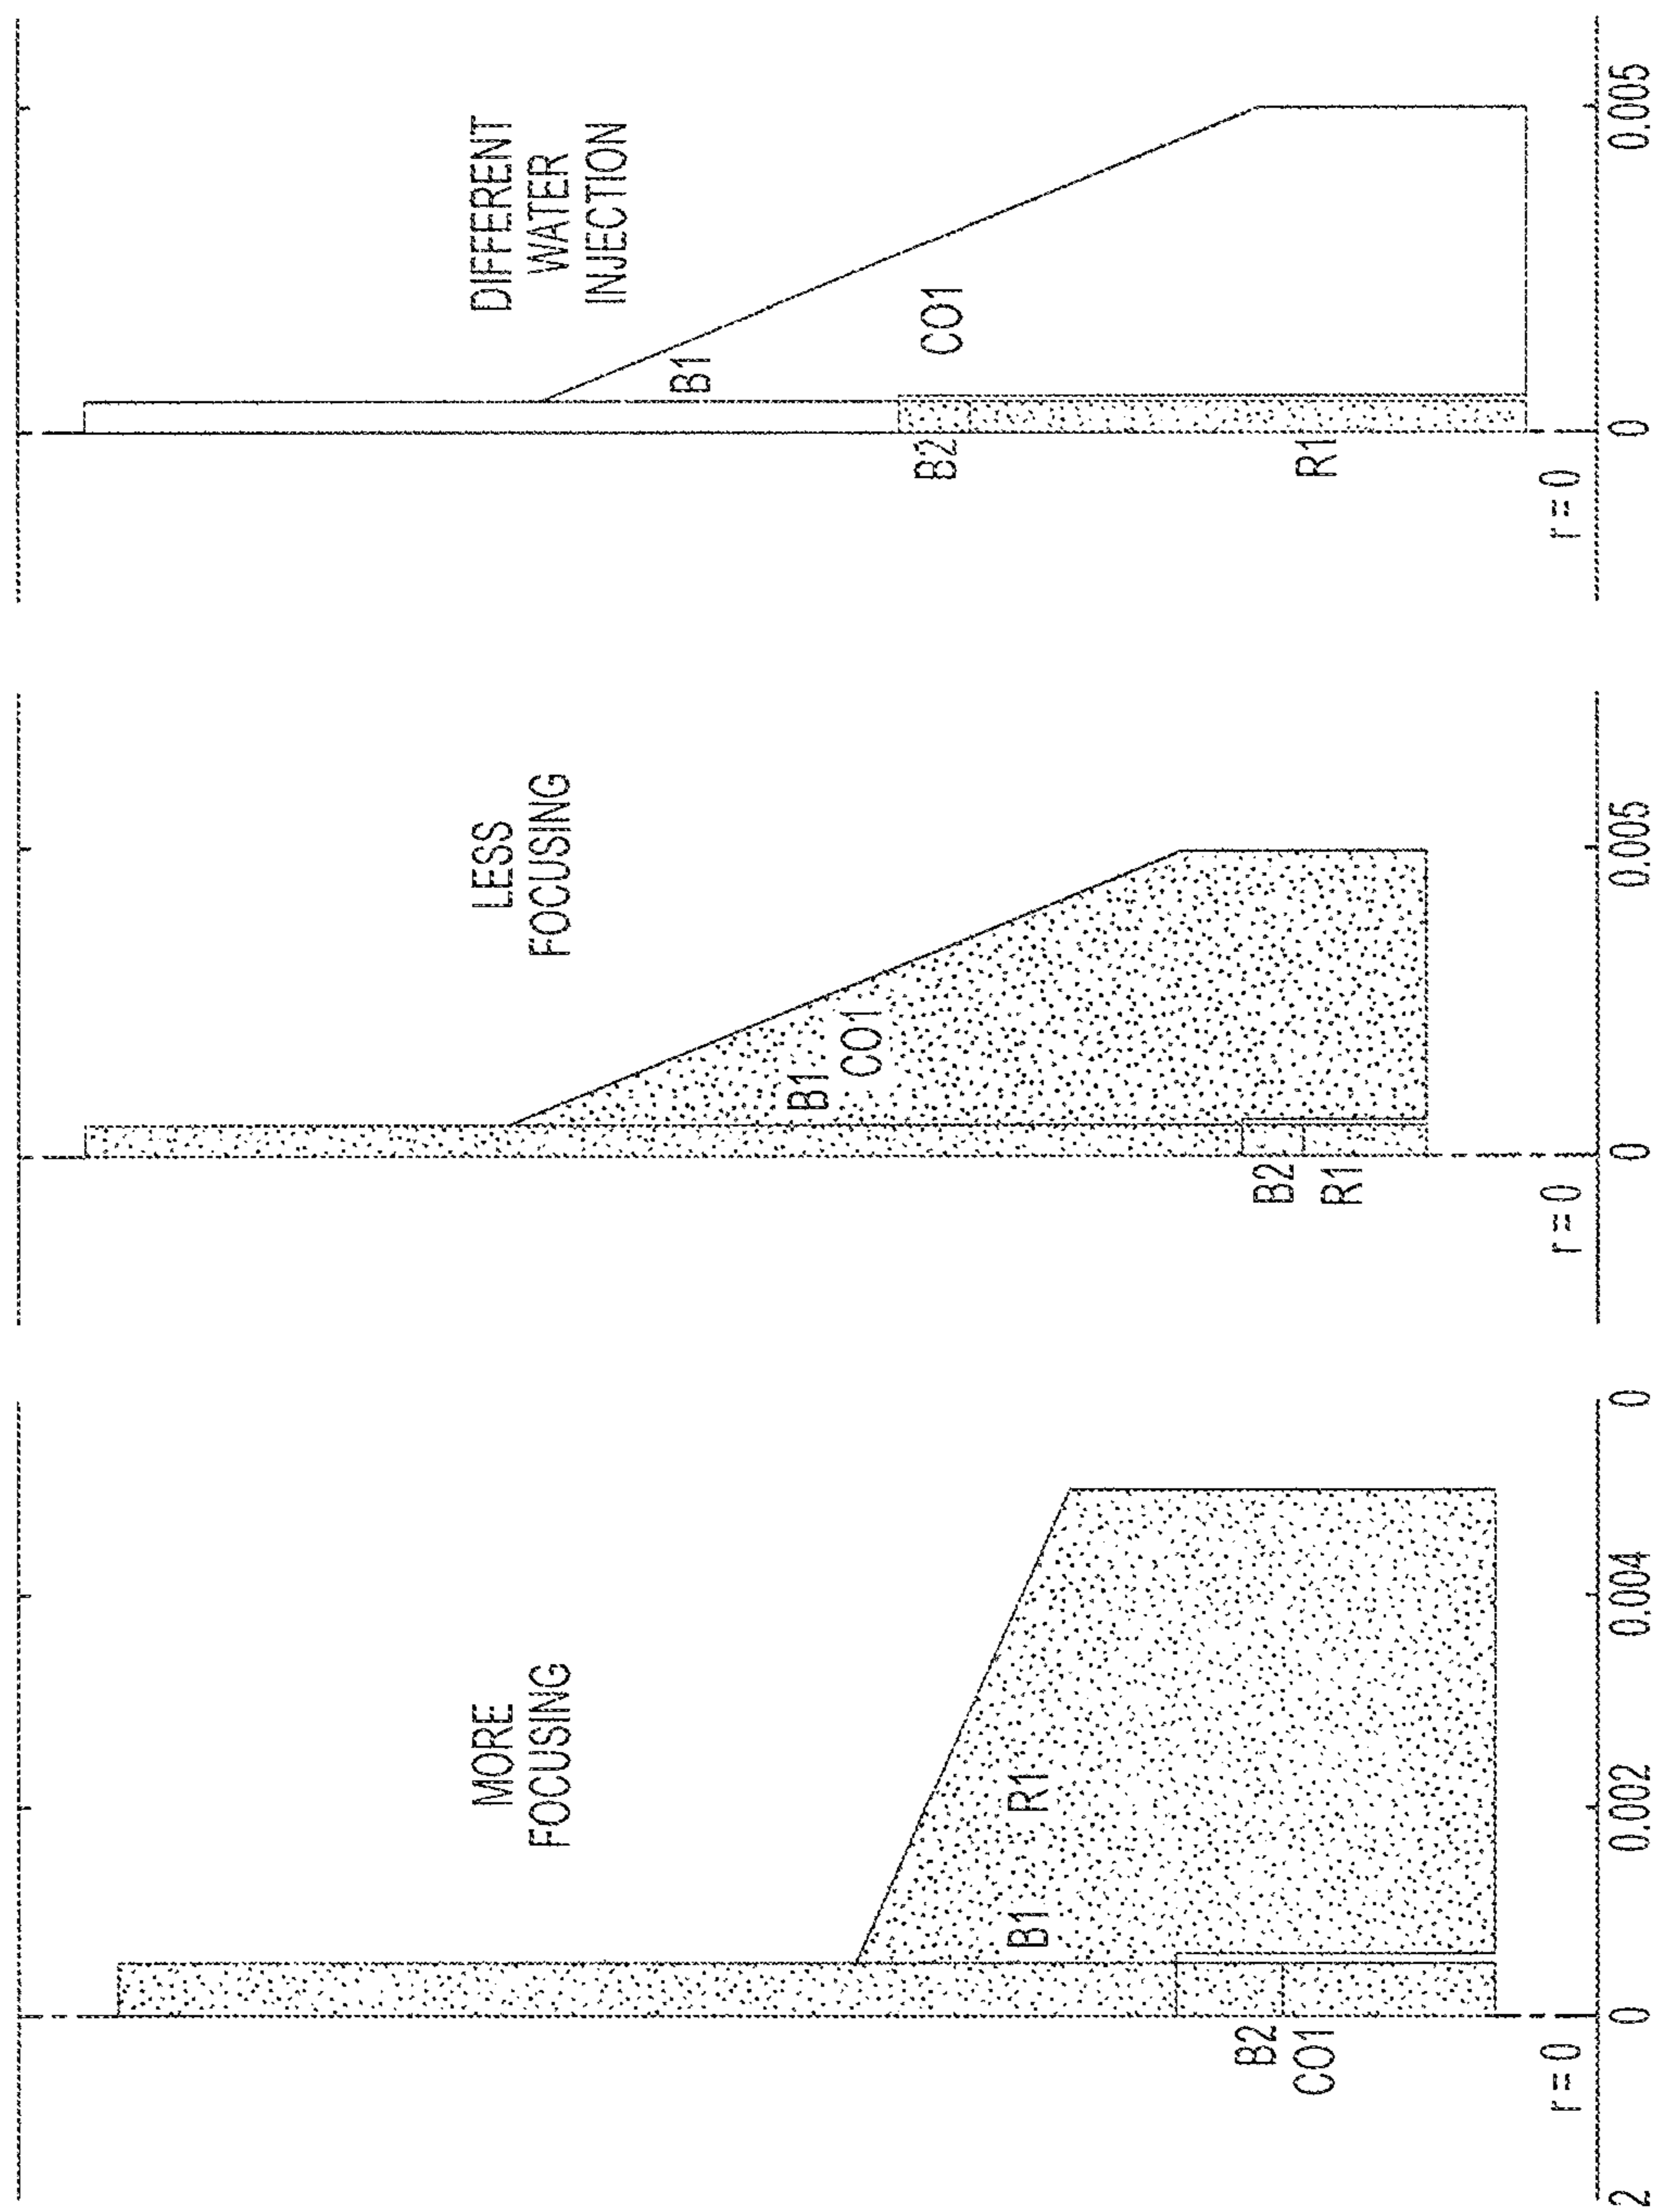 MORE
FOCUSING
B1
R1
B2
CO1
r = 0
2
0
0.002
0.004
0
LESS
FOCUSING
B1
CO1
B2
R1
r = 0
0
0.005
DIFFERENT
WATER
INJECTION
B1
CO1
B2
R1
r = 0
0
0.005